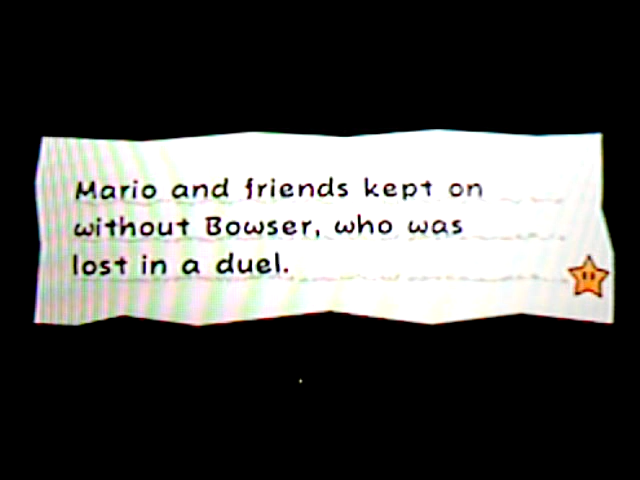 Mario and friends kept on
without Bowser, who was
lost in a duel.